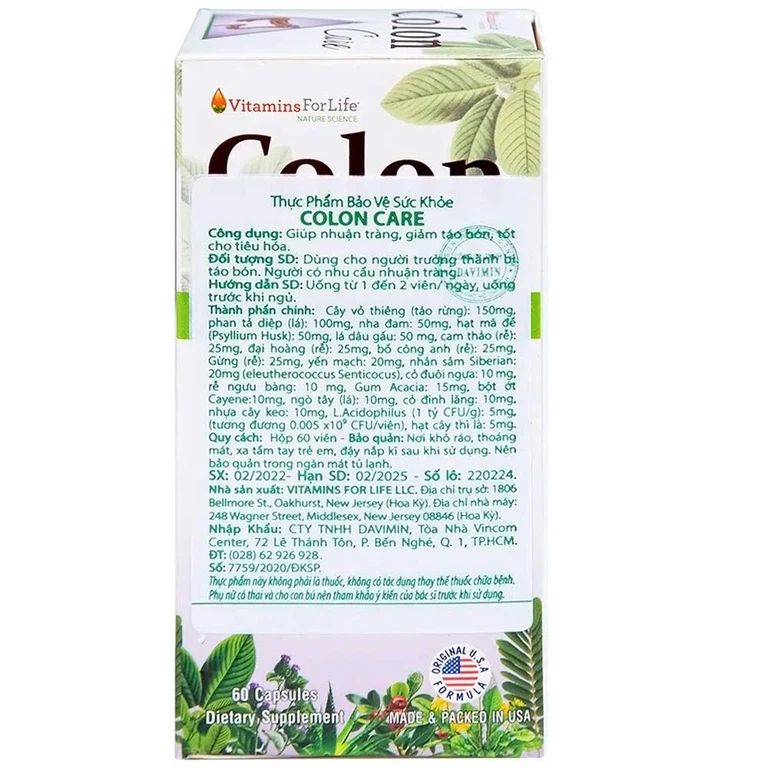 Colon
Care
VitaminsForLife
NATURE SCIENCE
Colon
Thực Phẩm Bảo Vệ Sức Khỏe
COLON CARE
Công dụng: Giúp nhuận tràng, giảm táo bón, tốt
cho tiêu hóa.
Đối tượng SD: Dùng cho người trưởng thành bị
táo bón. Người có nhu cầu nhuận tràng.
DAVIMIN
Hướng dẫn SD: Uống từ 1 đến 2 viên/ ngày, uống
trước khi ngủ.
Thành phần chính: Cây vỏ thiêng (táo rừng): 150mg,
phan tả diệp (lá): 100mg, nha đam: 50mg, hạt mã đề
(Psyllium Husk): 50mg, lá dâu gấu: 50 mg, cam thảo (rễ):
25mg, đại hoàng (rễ): 25mg, bồ công anh (rễ): 25mg,
Gừng (rễ): 25mg, yến mạch: 20mg, nhân sâm Siberian:
20mg (eleutherococcus Senticocus), cỏ đuôi ngựa: 10 mg,
rễ ngưu bàng: 10 mg, Gum Acacia: 15mg, bột ớt
Cayene:10mg, ngò tây (lá): 10mg, cỏ đinh lăng: 10mg,
nhựa cây keo: 10mg, L.Acidophilus (1 tỷ CFU/g): 5mg,
(tương đương 0.005 x10⁹ CFU/viên), hạt cây thì là: 5mg.
Quy cách: Hộp 60 viên - Bảo quản: Nơi khô ráo, thoáng
mát, xa tầm tay trẻ em, đậy nắp kĩ sau khi sử dụng. Nên
bảo quản trong ngăn mát tủ lạnh.
SX: 02/2022- Hạn SD: 02/2025 - Số lô: 220224.
Nhà sản xuất: VITAMINS FOR LIFE LLC. Địa chỉ trụ sở: 1806
Bellmore St., Oakhurst, New Jersey (Hoa Kỳ). Địa chỉ nhà máy:
248 Wagner Street, Middlesex, New Jersey 08846 (Hoa Kỳ).
Nhập Khẩu: CTY TNHH DAVIMIN, Tòa Nhà Vincom
Center, 72 Lê Thánh Tôn, P. Bến Nghé, Q. 1, TP.HCM.
ĐT: (028) 62 926 928.
Số: 7759/2020/ĐKSP.
Thực phẩm này không phải là thuốc, không có tác dụng thay thế thuốc chữa bệnh.
Phụ nữ có thai và cho con bú nên tham khảo ý kiến của bác sĩ trước khi sử dụng.
ORIGINAL U.S.A
FORMULA
60 Capsules
Dietary Supplement
MADE & PACKED IN USA